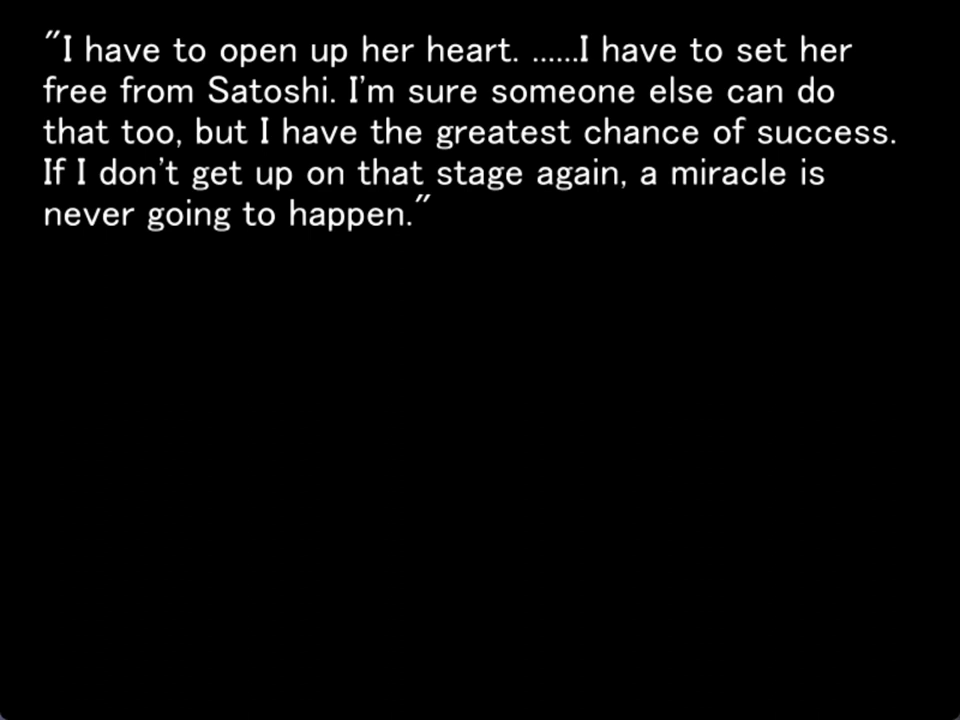 "I have to open up her heart. ......I have to set her
free from Satoshi. I'm sure someone else can do
that too, but I have the greatest chance of success.
If I don't get up on that stage again, a miracle is
never going to happen."